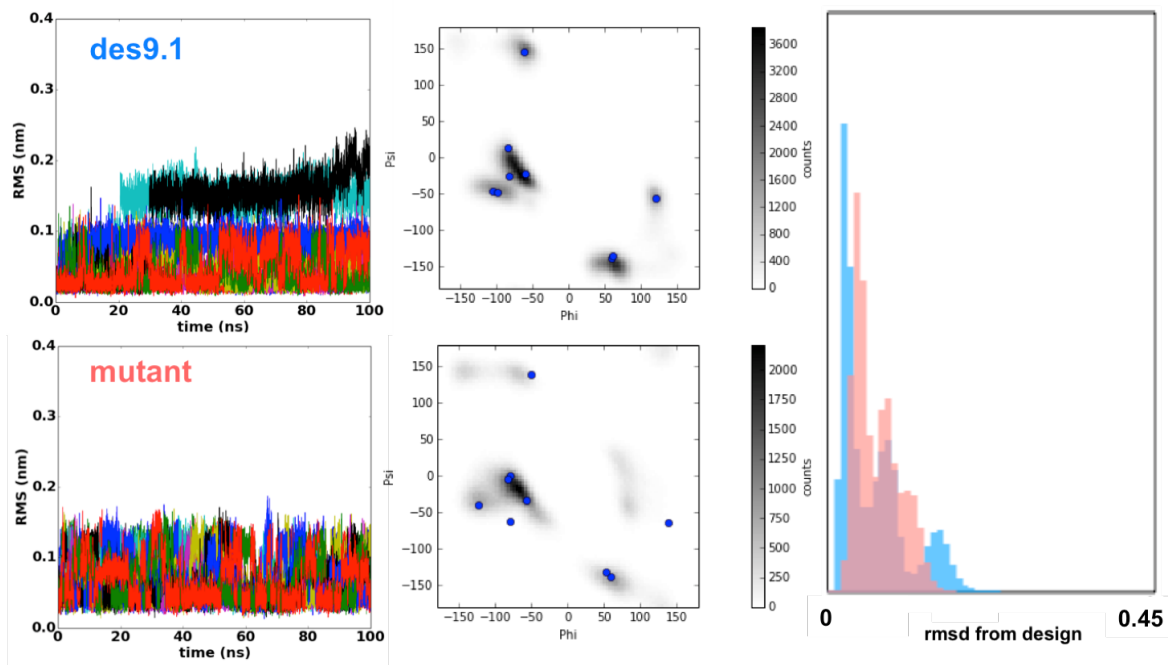 des9.1
RMS (nm)
0.4
0.3
0.2
0.1
0.0
0 20 40 60 80 100
time (ns)
Psi
150
100
50
0
−50
−100
−150
−150 −100 −50 0 50 100 150
Phi
3600
3200
2800
2400
2000
1600
1200
800
400
0
counts
mutant
RMS (nm)
0.4
0.3
0.2
0.1
0.0
0 20 40 60 80 100
time (ns)
Psi
150
100
50
0
−50
−100
−150
−150 −100 −50 0 50 100 150
Phi
2000
1750
1500
1250
1000
750
500
250
0
counts
0 0.45
rmsd from design